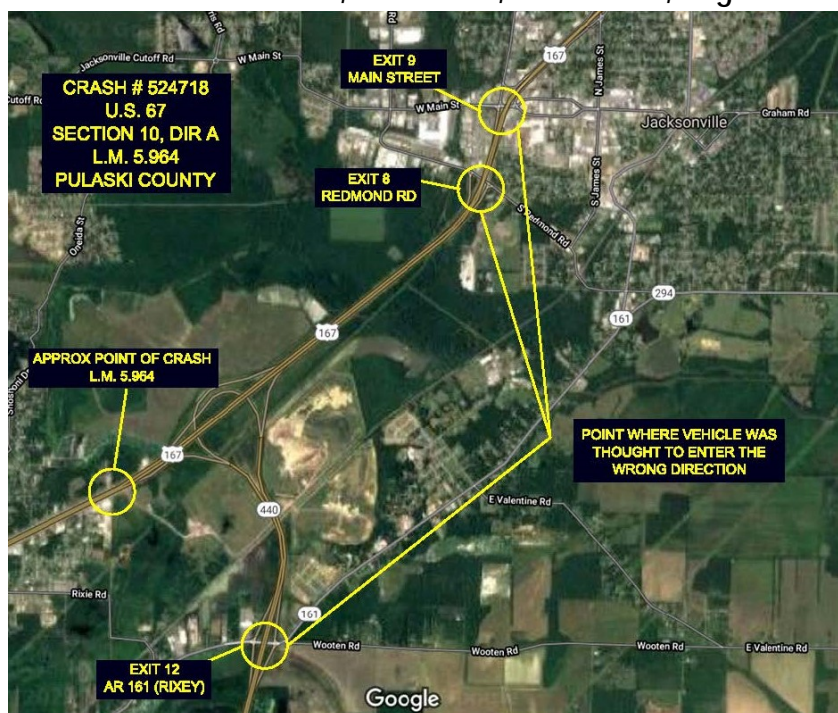 Jacksonville Cutoff Rd
W Main St
CRASH # 524718
U.S. 67
SECTION 10, DIR A
L.M. 5.964
PULASKI COUNTY
EXIT 9
MAIN STREET
167
N James St
W Main St
Jacksonville
Graham Rd
EXIT 8
REDMOND RD
S James St
S Redmond Rd
Oneida St
294
161
167
APPROX POINT OF CRASH
L.M. 5.964
167
POINT WHERE VEHICLE WAS
THOUGHT TO ENTER THE
WRONG DIRECTION
440
E Valentine Rd
Rixie Rd
161
Wooten Rd
Wooten Rd
Wooten Rd
E Valentine Rd
EXIT 12
AR 161 (RIXEY)
Google